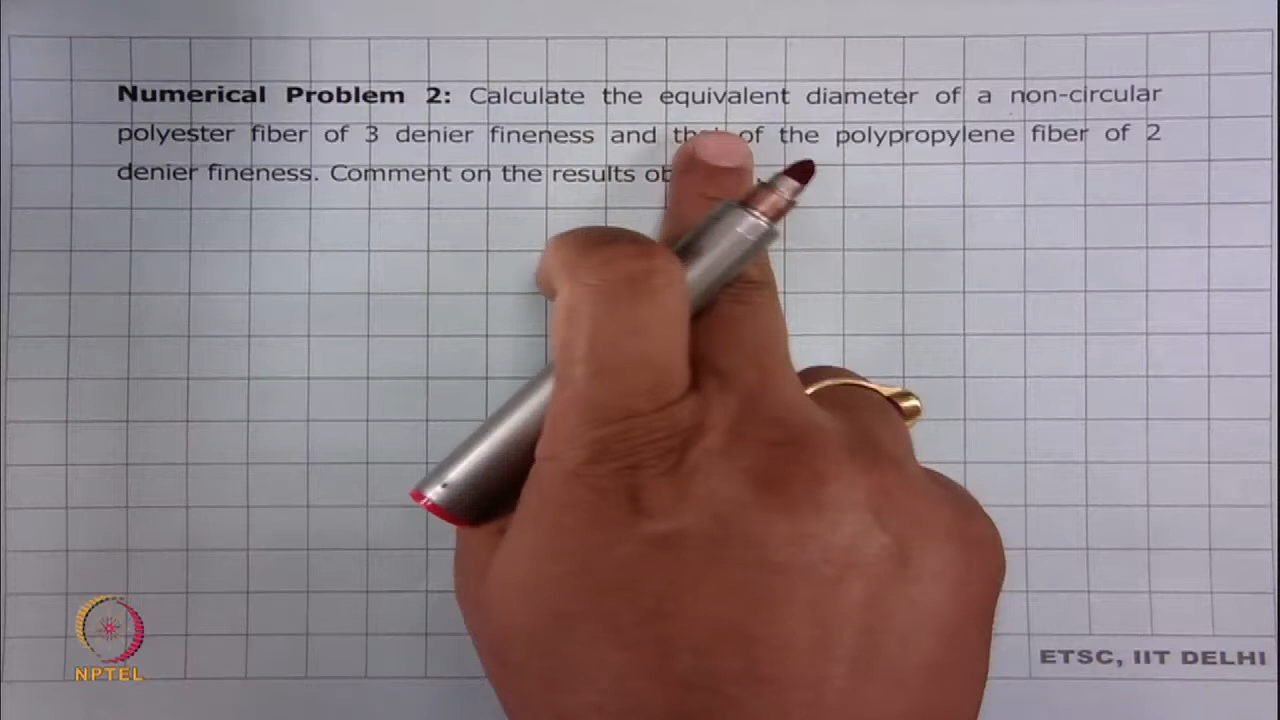 Numerical Problem 2: Calculate the equivalent diameter of a non-circular
polyester fiber of 3 denier fineness and of the polypropylene fiber of 2
denier fineness. Comment on the results
NPTEL
ETSC, IIT DELHI